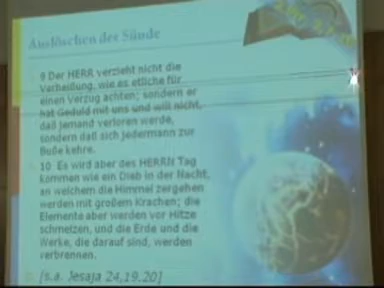 Auslöschen der Sünde
9 Der HERR verzieht nicht die
Verheißung, wie es etliche für
einen Verzug achten; sondern er
hat Geduld mit uns und will nicht,
daß jemand verloren werde,
sondern daß sich jedermann zur
Buße kehre.
10 Es wird aber des HERRN Tag
kommen wie ein Dieb in der Nacht,
an welchem die Himmel zergehen
werden mit großem Krachen; die
Elemente aber werden vor Hitze
schmelzen, und die Erde und die
Werke, die darauf sind, werden
verbrennen.
[s.a. Jesaja 24,19.20]